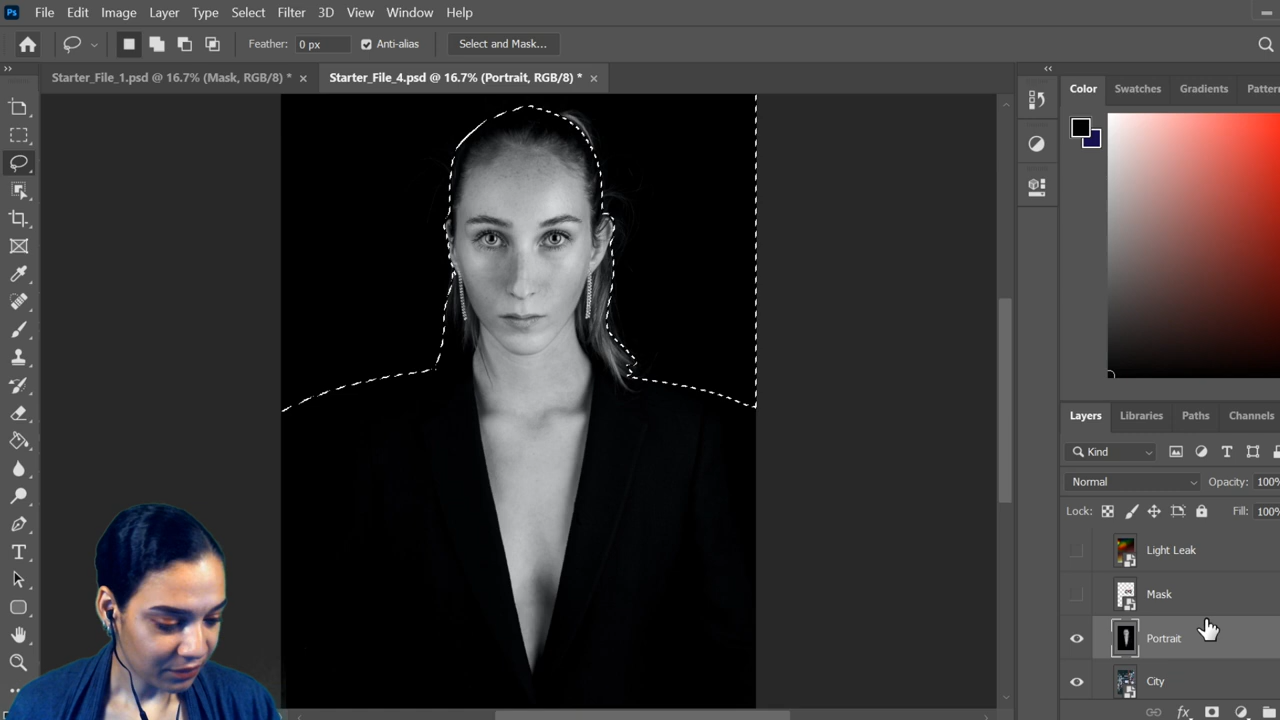 Ps File Edit Image Layer Type Select Filter 3D View Window Help
Feather: 0 px Anti-alias Select and Mask...
Starter_File_1.psd @ 16.7% (Mask, RGB/8) * × Starter_File_4.psd @ 16.7% (Portrait, RGB/8) * ×
Color Swatches Gradients Pattern
Layers Libraries Paths Channels
Kind
Normal Opacity: 100%
Lock: Fill: 100%
Light Leak
Mask
Portrait
City
fx